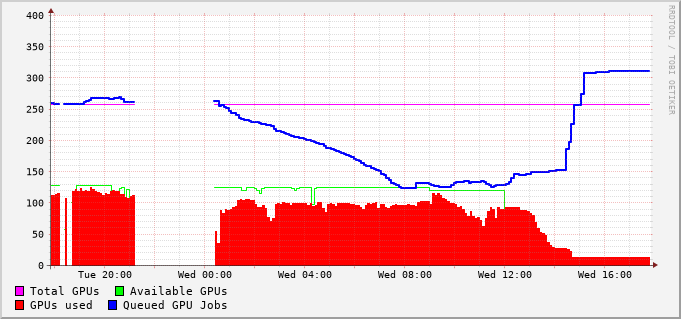 400
350
300
250
200
150
100
50
0
Tue 20:00 Wed 00:00 Wed 04:00 Wed 08:00 Wed 12:00 Wed 16:00
Total GPUs Available GPUs
GPUs used Queued GPU Jobs
RRDTOOL / TOBI OETIKER